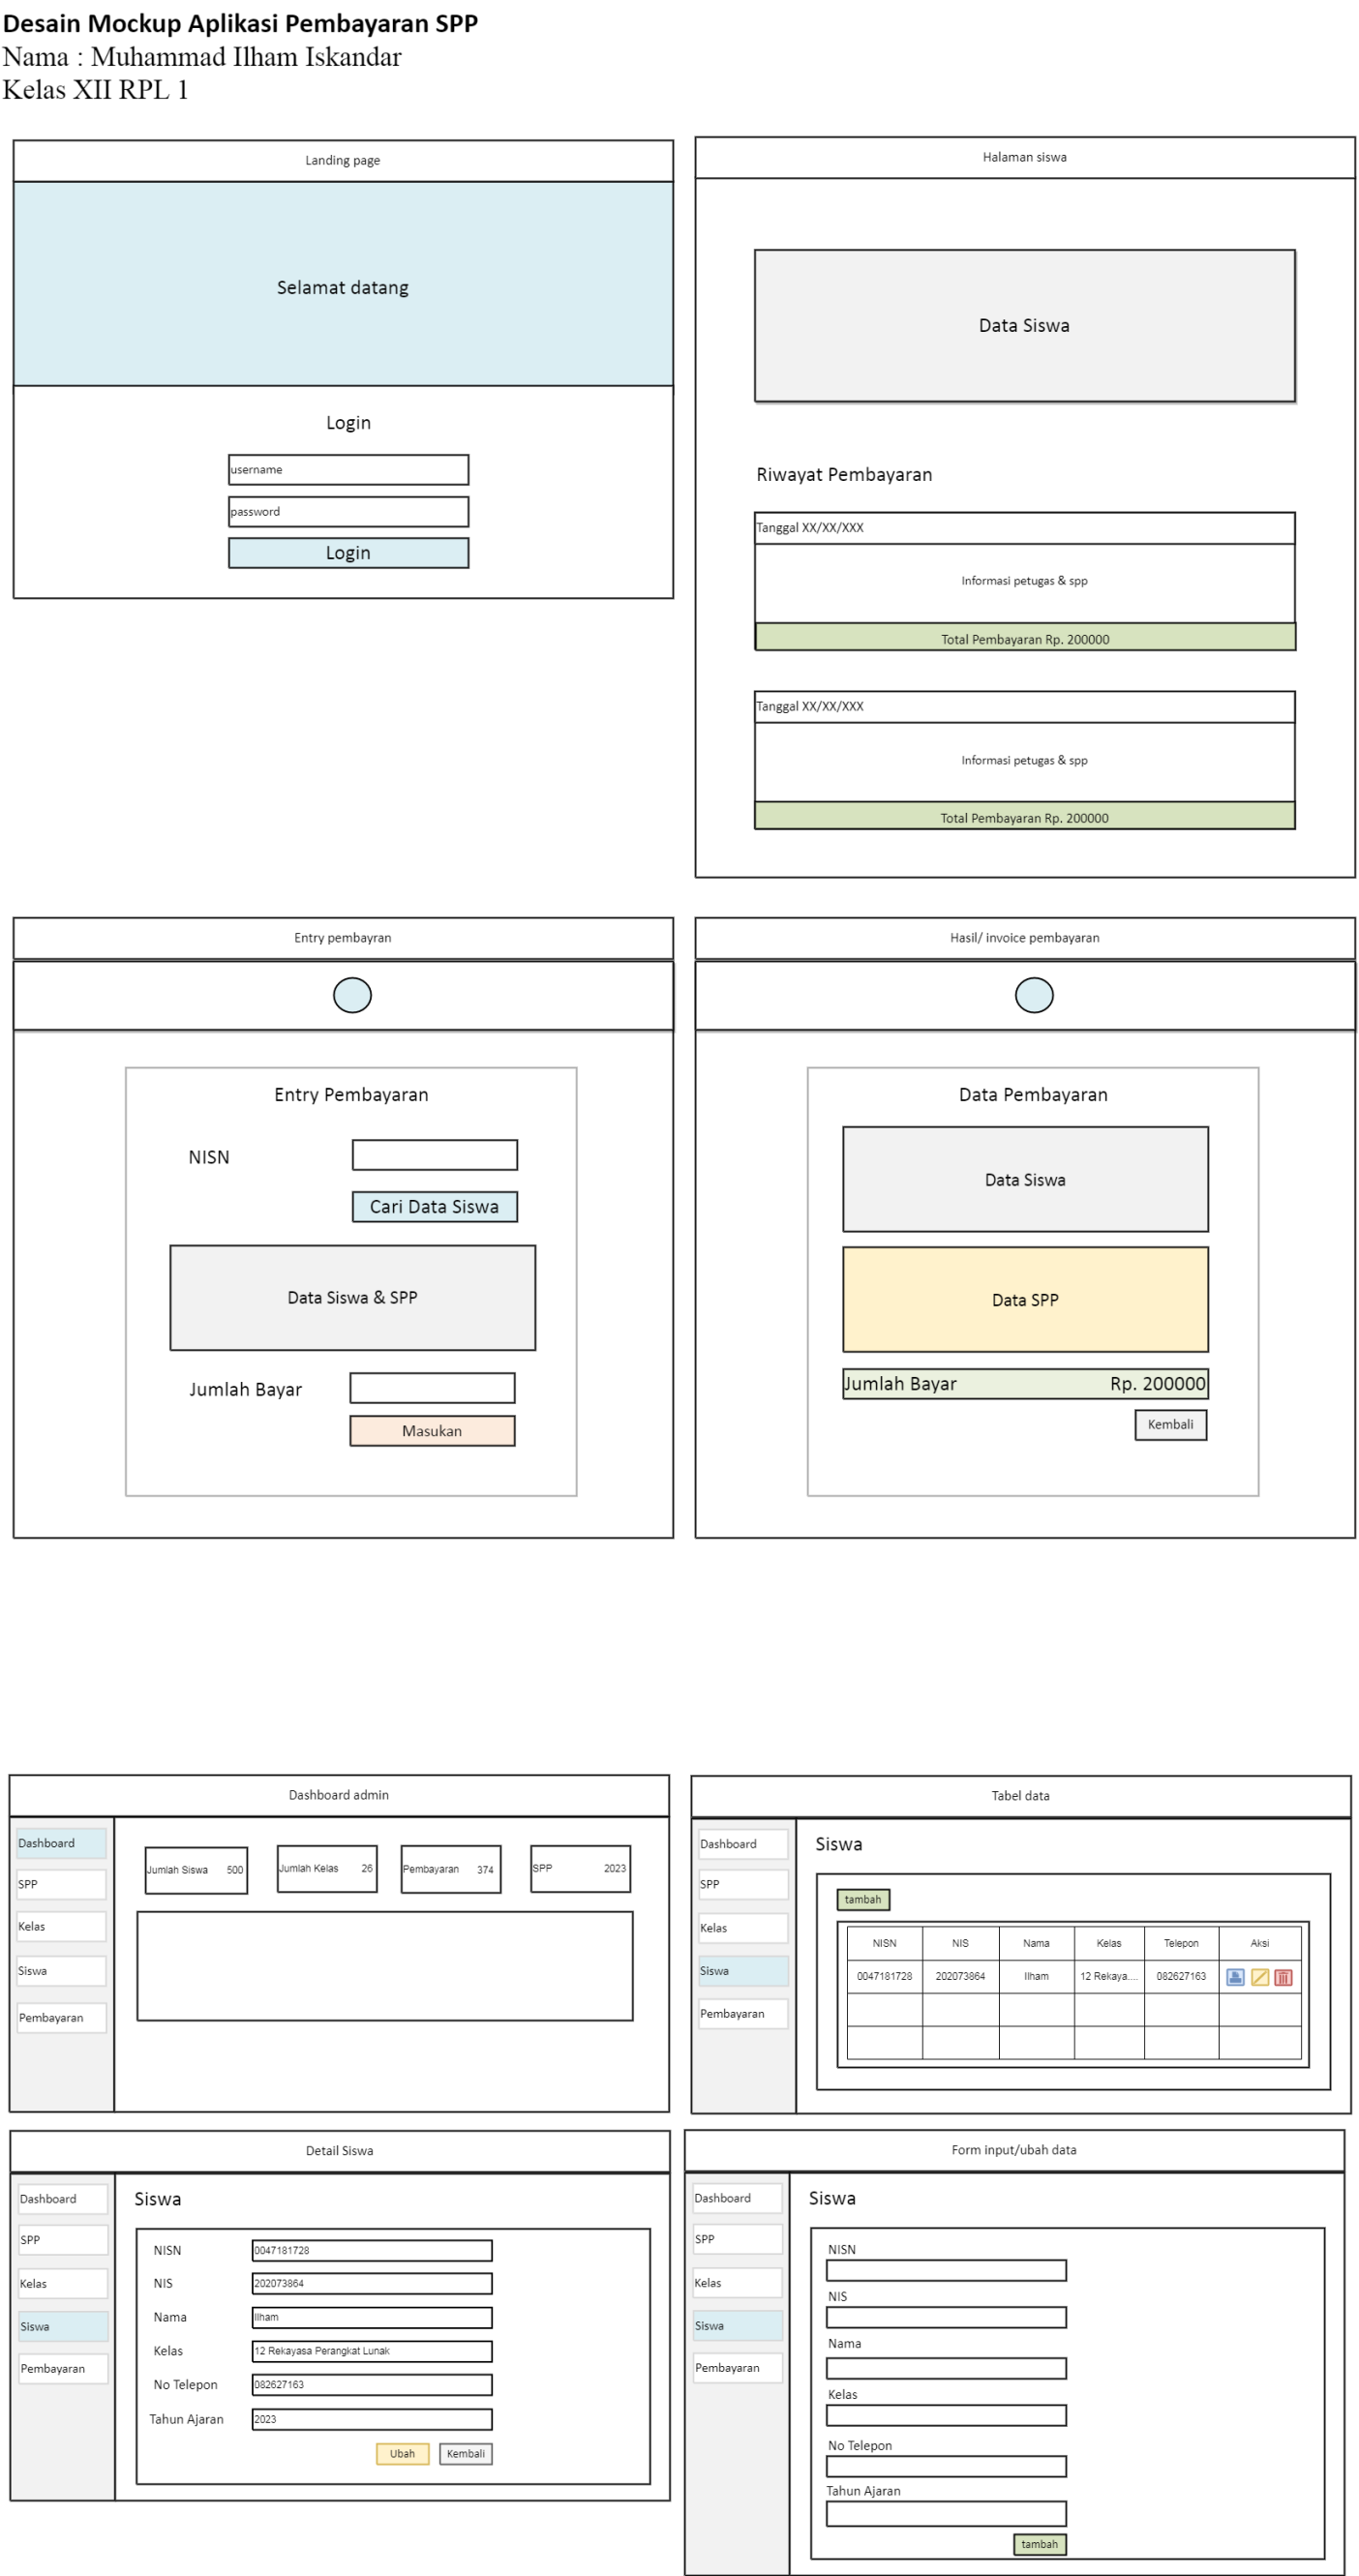 Desain Mockup Aplikasi Pembayaran SPP
Nama : Muhammad Ilham Iskandar
Kelas XII RPL 1
Landing page
Selamat datang
Login
username
password
Login
Halaman siswa
Data Siswa
Riwayat Pembayaran
Tanggal XX/XX/XXX
Informasi petugas & spp
Total Pembayaran Rp. 200000
Tanggal XX/XX/XXX
Informasi petugas & spp
Total Pembayaran Rp. 200000
Entry pembayran
Entry Pembayaran
NISN
Cari Data Siswa
Data Siswa & SPP
Jumlah Bayar
Masukan
Hasil/ invoice pembayaran
Data Pembayaran
Data Siswa
Data SPP
Jumlah Bayar Rp. 200000
Kembali
Dashboard admin
Dashboard
SPP
Kelas
Siswa
Pembayaran
Jumlah Siswa 500
Jumlah Kelas 26
Pembayaran 374
SPP 2023
Tabel data
Dashboard
SPP
Kelas
Siswa
Pembayaran
Siswa
tambah
NISN NIS Nama Kelas Telepon Aksi
0047181728 202073864 Ilham 12 Rekaya.... 082627163
Detail Siswa
Dashboard
SPP
Kelas
Siswa
Pembayaran
Siswa
NISN 0047181728
NIS 202073864
Nama Ilham
Kelas 12 Rekayasa Perangkat Lunak
No Telepon 082627163
Tahun Ajaran 2023
Ubah Kembali
Form input/ubah data
Dashboard
SPP
Kelas
Siswa
Pembayaran
Siswa
NISN
NIS
Nama
Kelas
No Telepon
Tahun Ajaran
tambah